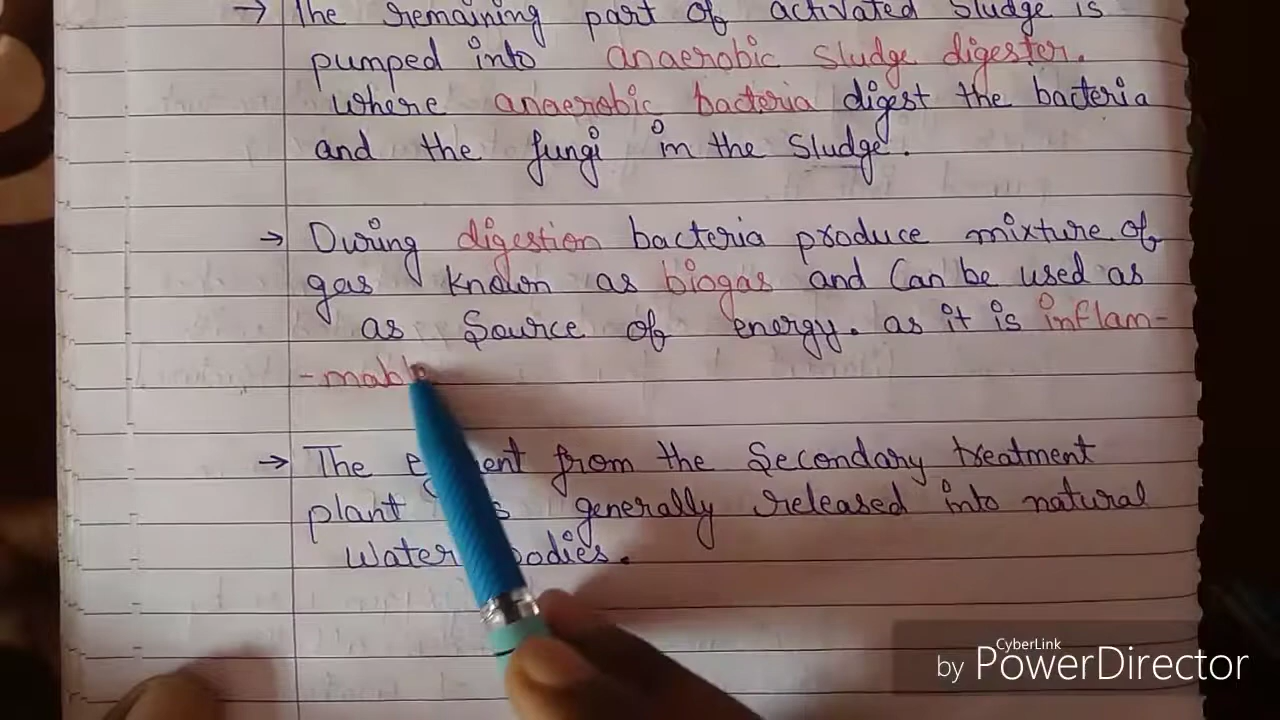 → The remaining part of activated sludge is
pumped into anaerobic sludge digester.
where anaerobic bacteria digest the bacteria
and the fungi in the sludge.
→ During digestion bacteria produce mixture of
gas known as biogas and can be used as
as source of energy. as it is inflam-
-mable
→ The from the secondary treatment
plant generally released into natural
water bodies.
CyberLink
by PowerDirector